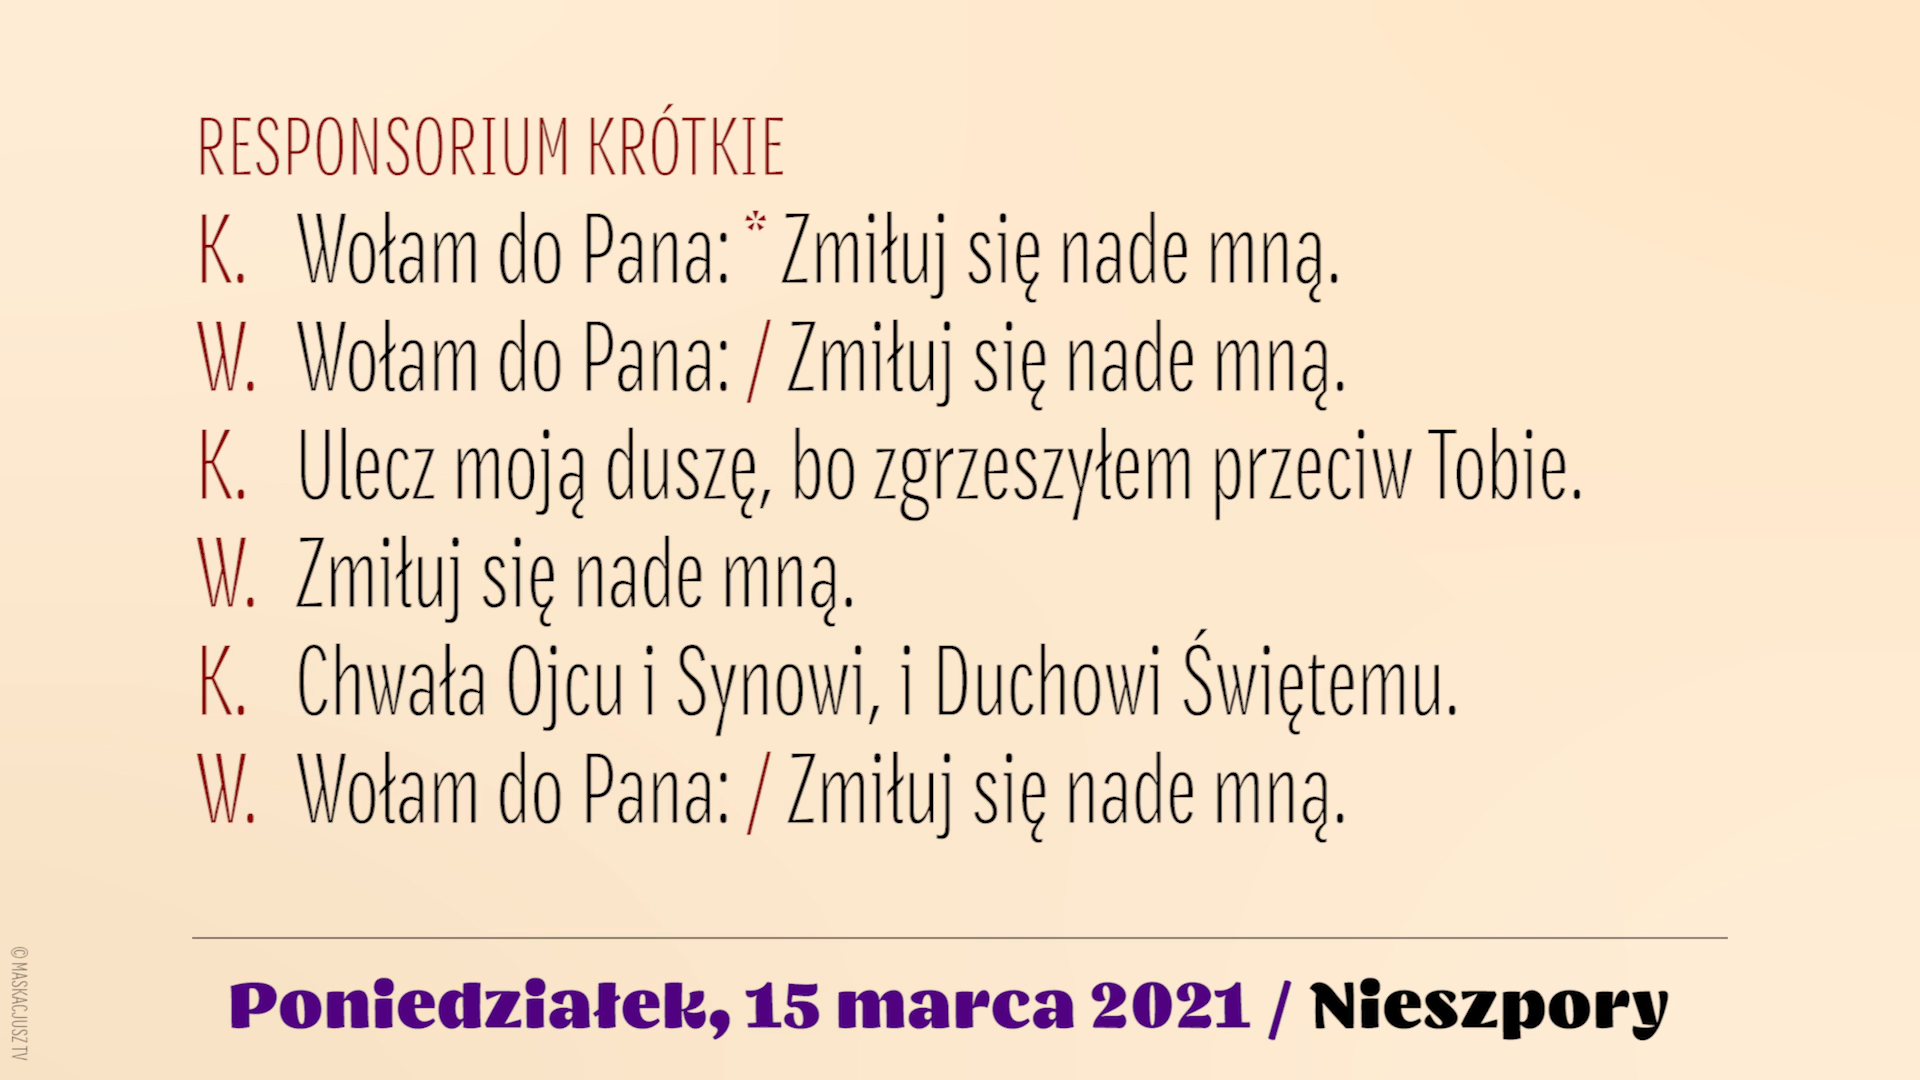 RESPONSORIUM KRÓTKIE
K. Wołam do Pana: * Zmiłuj się nade mną.
W. Wołam do Pana: / Zmiłuj się nade mną.
K. Ulecz moją duszę, bo zgrzeszyłem przeciw Tobie.
W. Zmiłuj się nade mną.
K. Chwała Ojcu i Synowi, i Duchowi Świętemu.
W. Wołam do Pana: / Zmiłuj się nade mną.
Poniedziałek, 15 marca 2021 / Nieszpory
© MASKACJUSZ TV